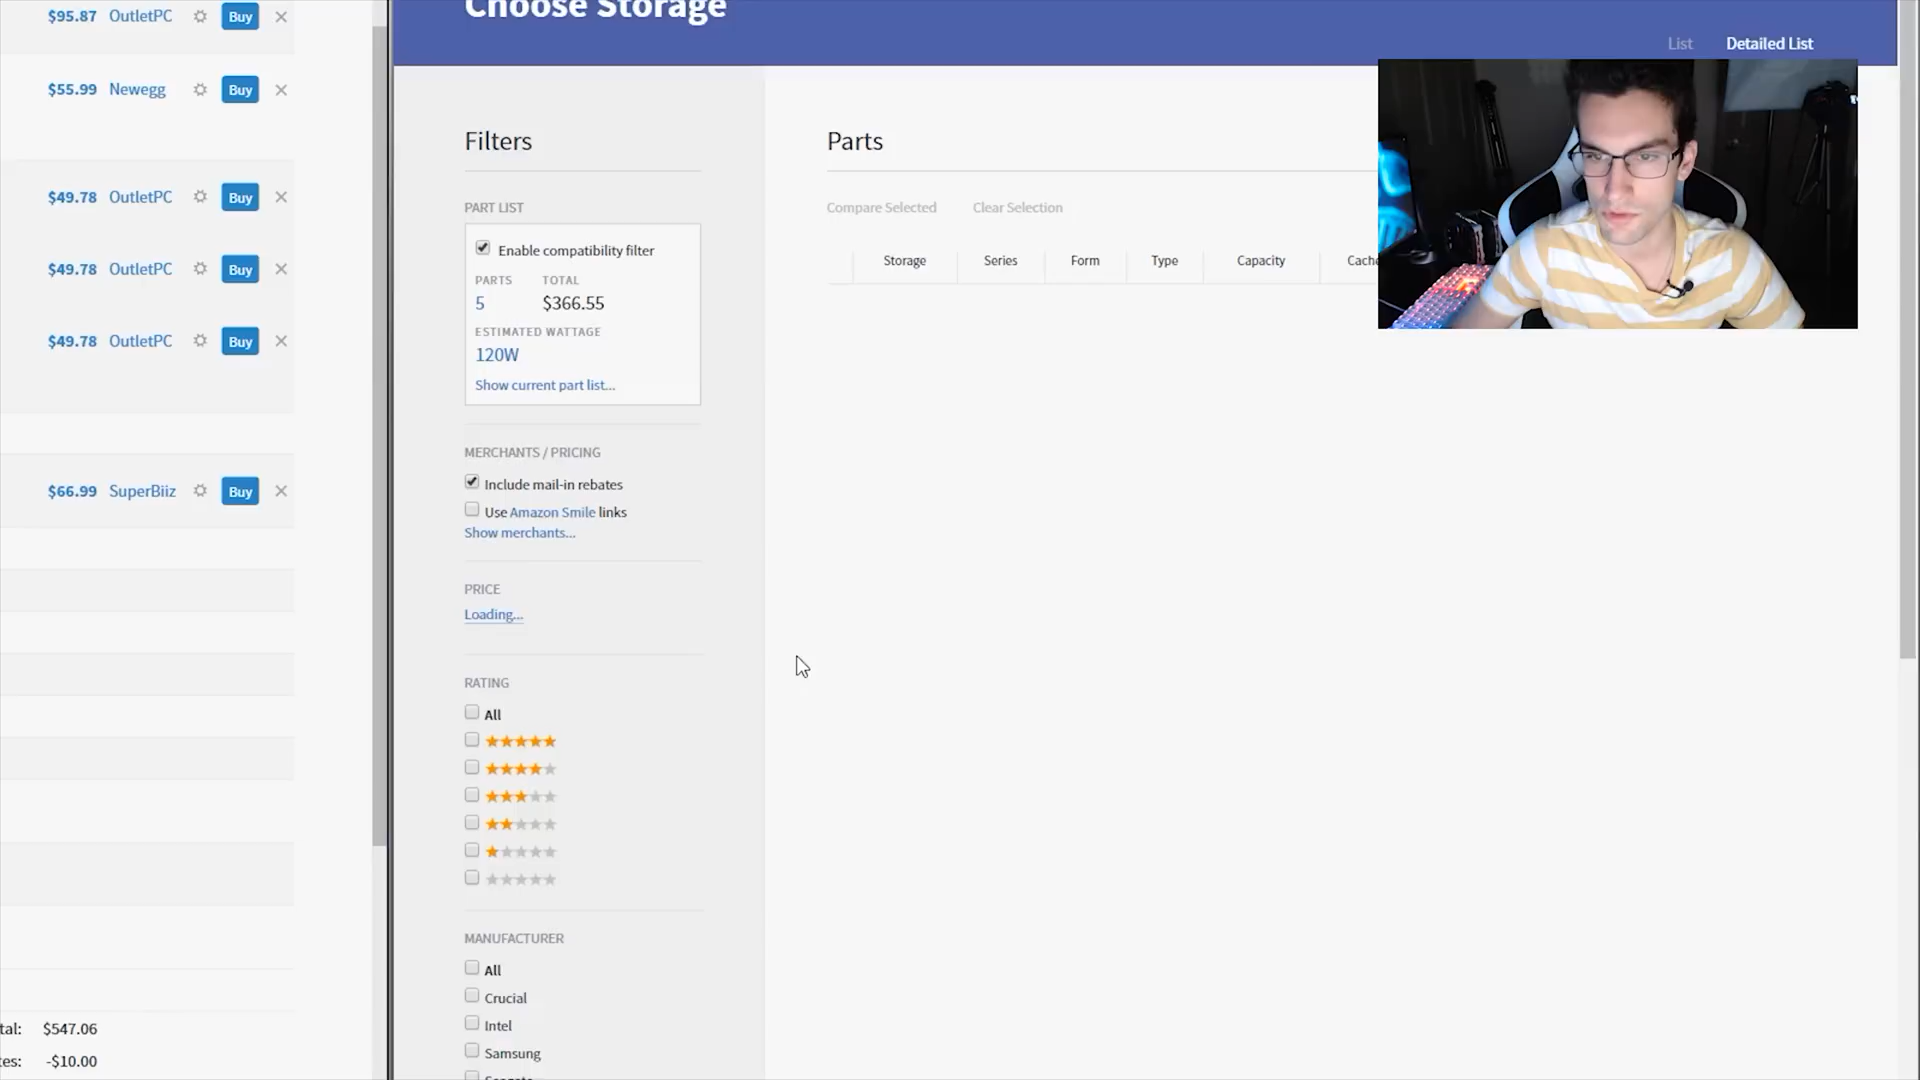 $95.87 OutletPC Buy
$55.99 Newegg Buy
$49.78 OutletPC Buy
$49.78 OutletPC Buy
$49.78 OutletPC Buy
$66.99 SuperBiiz Buy
tal: $547.06
tes: -$10.00
Choose Storage
List Detailed List
Filters
PART LIST
Enable compatibility filter
PARTS TOTAL
5 $366.55
ESTIMATED WATTAGE
120W
Show current part list...
MERCHANTS / PRICING
Include mail-in rebates
Use Amazon Smile links
Show merchants...
PRICE
Loading...
RATING
All
MANUFACTURER
All
Crucial
Intel
Samsung
Parts
Compare Selected Clear Selection
Storage Series Form Type Capacity Cache